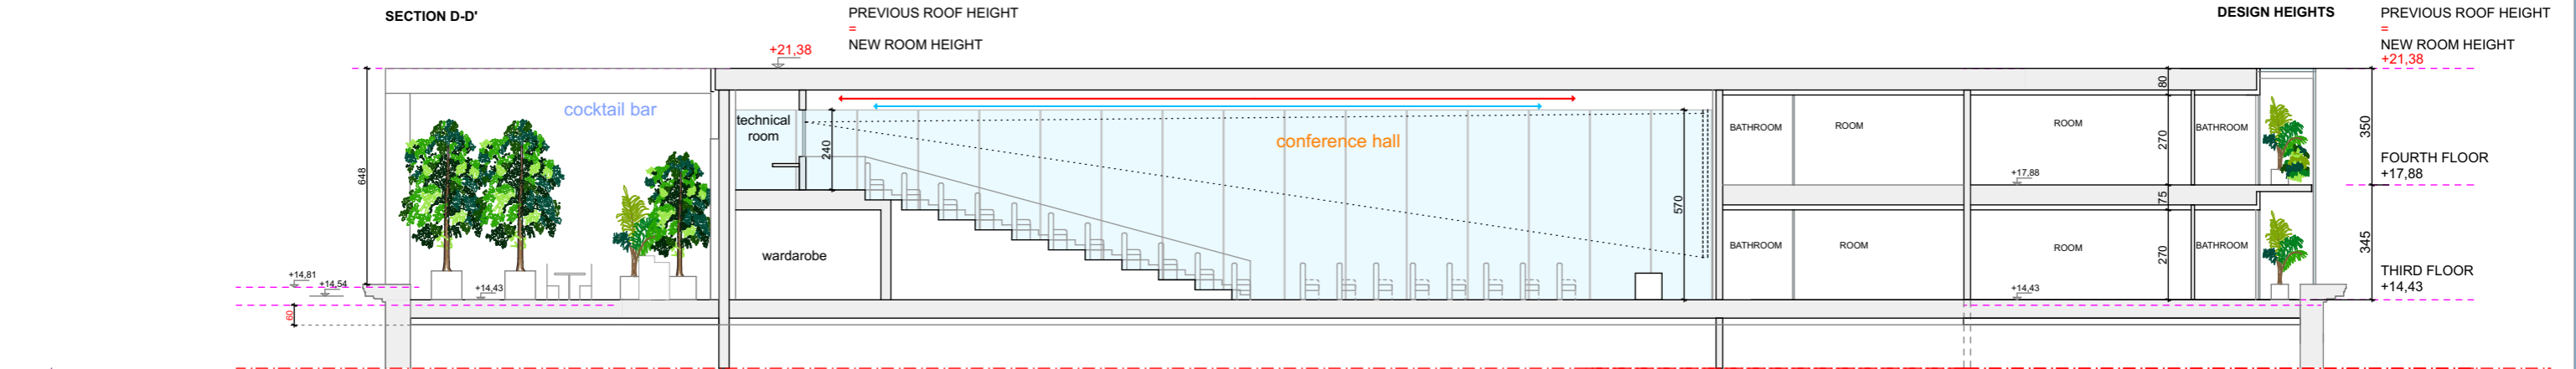 SECTION D-D'
PREVIOUS ROOF HEIGHT
=
NEW ROOM HEIGHT
+21,38
DESIGN HEIGHTS
PREVIOUS ROOF HEIGHT
=
NEW ROOM HEIGHT
+21,38
cocktail bar
technical
room
240
conference hall
648
wardarobe
570
80
270
75
270
BATHROOM
ROOM
ROOM
BATHROOM
+17,88
BATHROOM
ROOM
ROOM
BATHROOM
+14,43
350
FOURTH FLOOR
+17,88
345
THIRD FLOOR
+14,43
+14,81
+14,54
+14,43
60